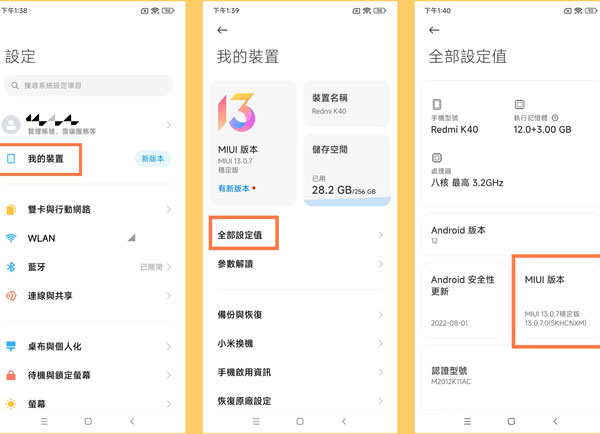 下午1:38
設定
搜尋系統設定項目
管理帳號、雲端服務等
我的裝置
新版本
雙卡與行動網路
WLAN
藍牙
已關閉
連線與共享
桌布與個人化
待機與鎖定螢幕
螢幕
下午1:39
我的裝置
13
MIUI 版本
MIUI 13.0.7
穩定版
有新版本
裝置名稱
Redmi K40
儲存空間
已用
28.2 GB/256 GB
全部設定值
參數解讀
備份與恢復
小米換機
手機啟用資訊
恢復原廠設定
下午1:40
全部設定值
手機型號
Redmi K40
執行記憶體
12.0+3.00 GB
處理器
八核 最高 3.2GHz
Android 版本
12
Android 安全性
更新
2022-08-01
MIUI 版本
MIUI 13.0.7穩定版
13.0.7.0(SKHCNXM)
認證型號
M2012K11AC